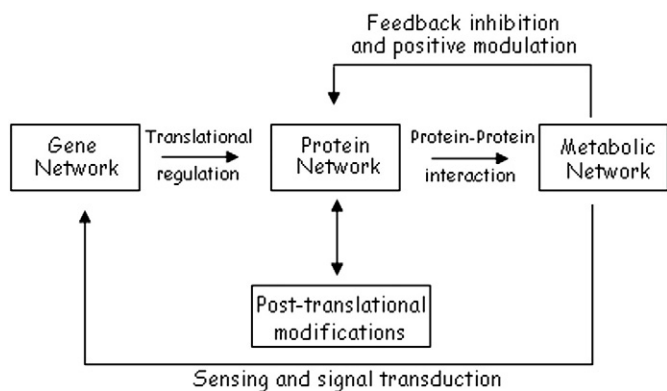 Feedback inhibition
and positive modulation
Gene
Network
Translational
regulation
Protein
Network
Protein-Protein
interaction
Metabolic
Network
Post-translational
modifications
Sensing and signal transduction